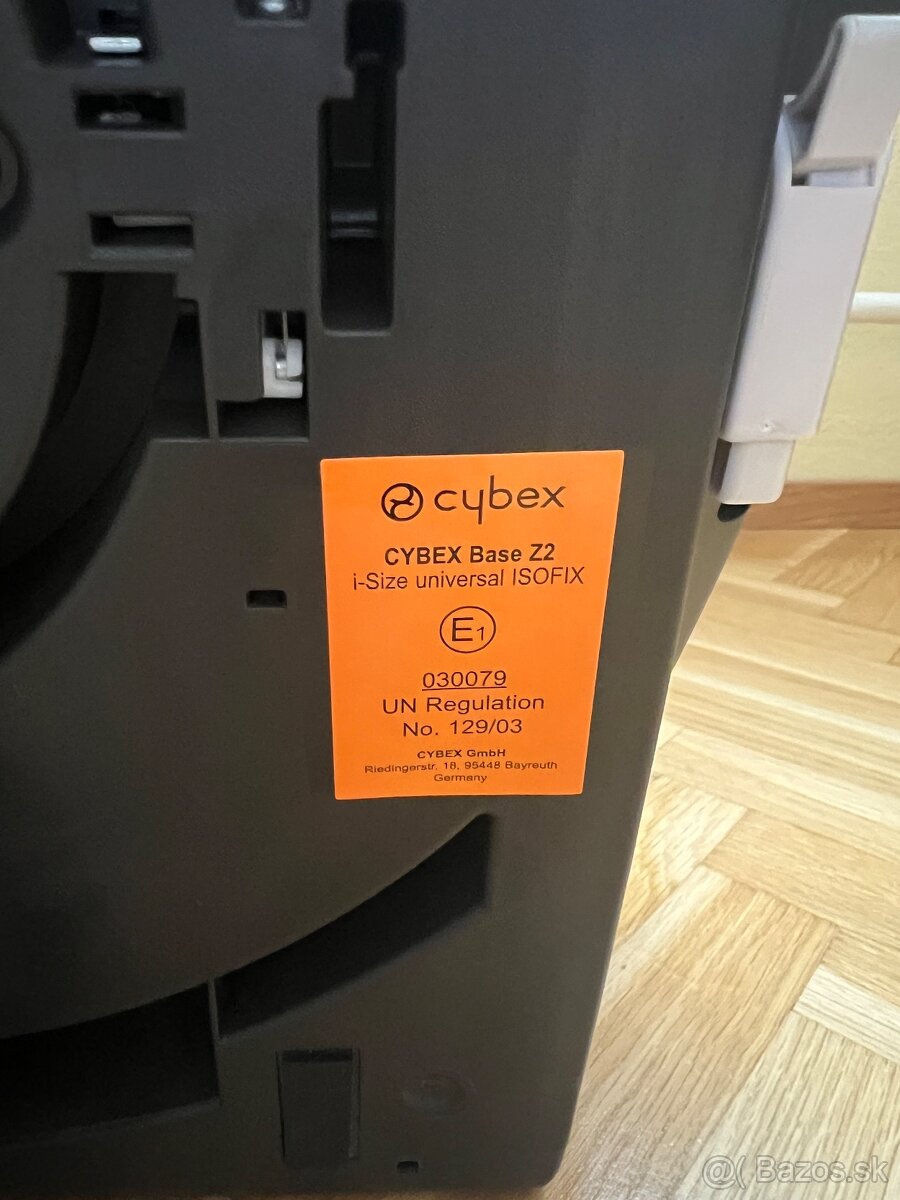 cybex
CYBEX Base Z2
i-Size universal ISOFIX
E1
030079
UN Regulation
No. 129/03
CYBEX GmbH
Riedingerstr. 18, 95448 Bayreuth
Germany
@( Bazos.sk